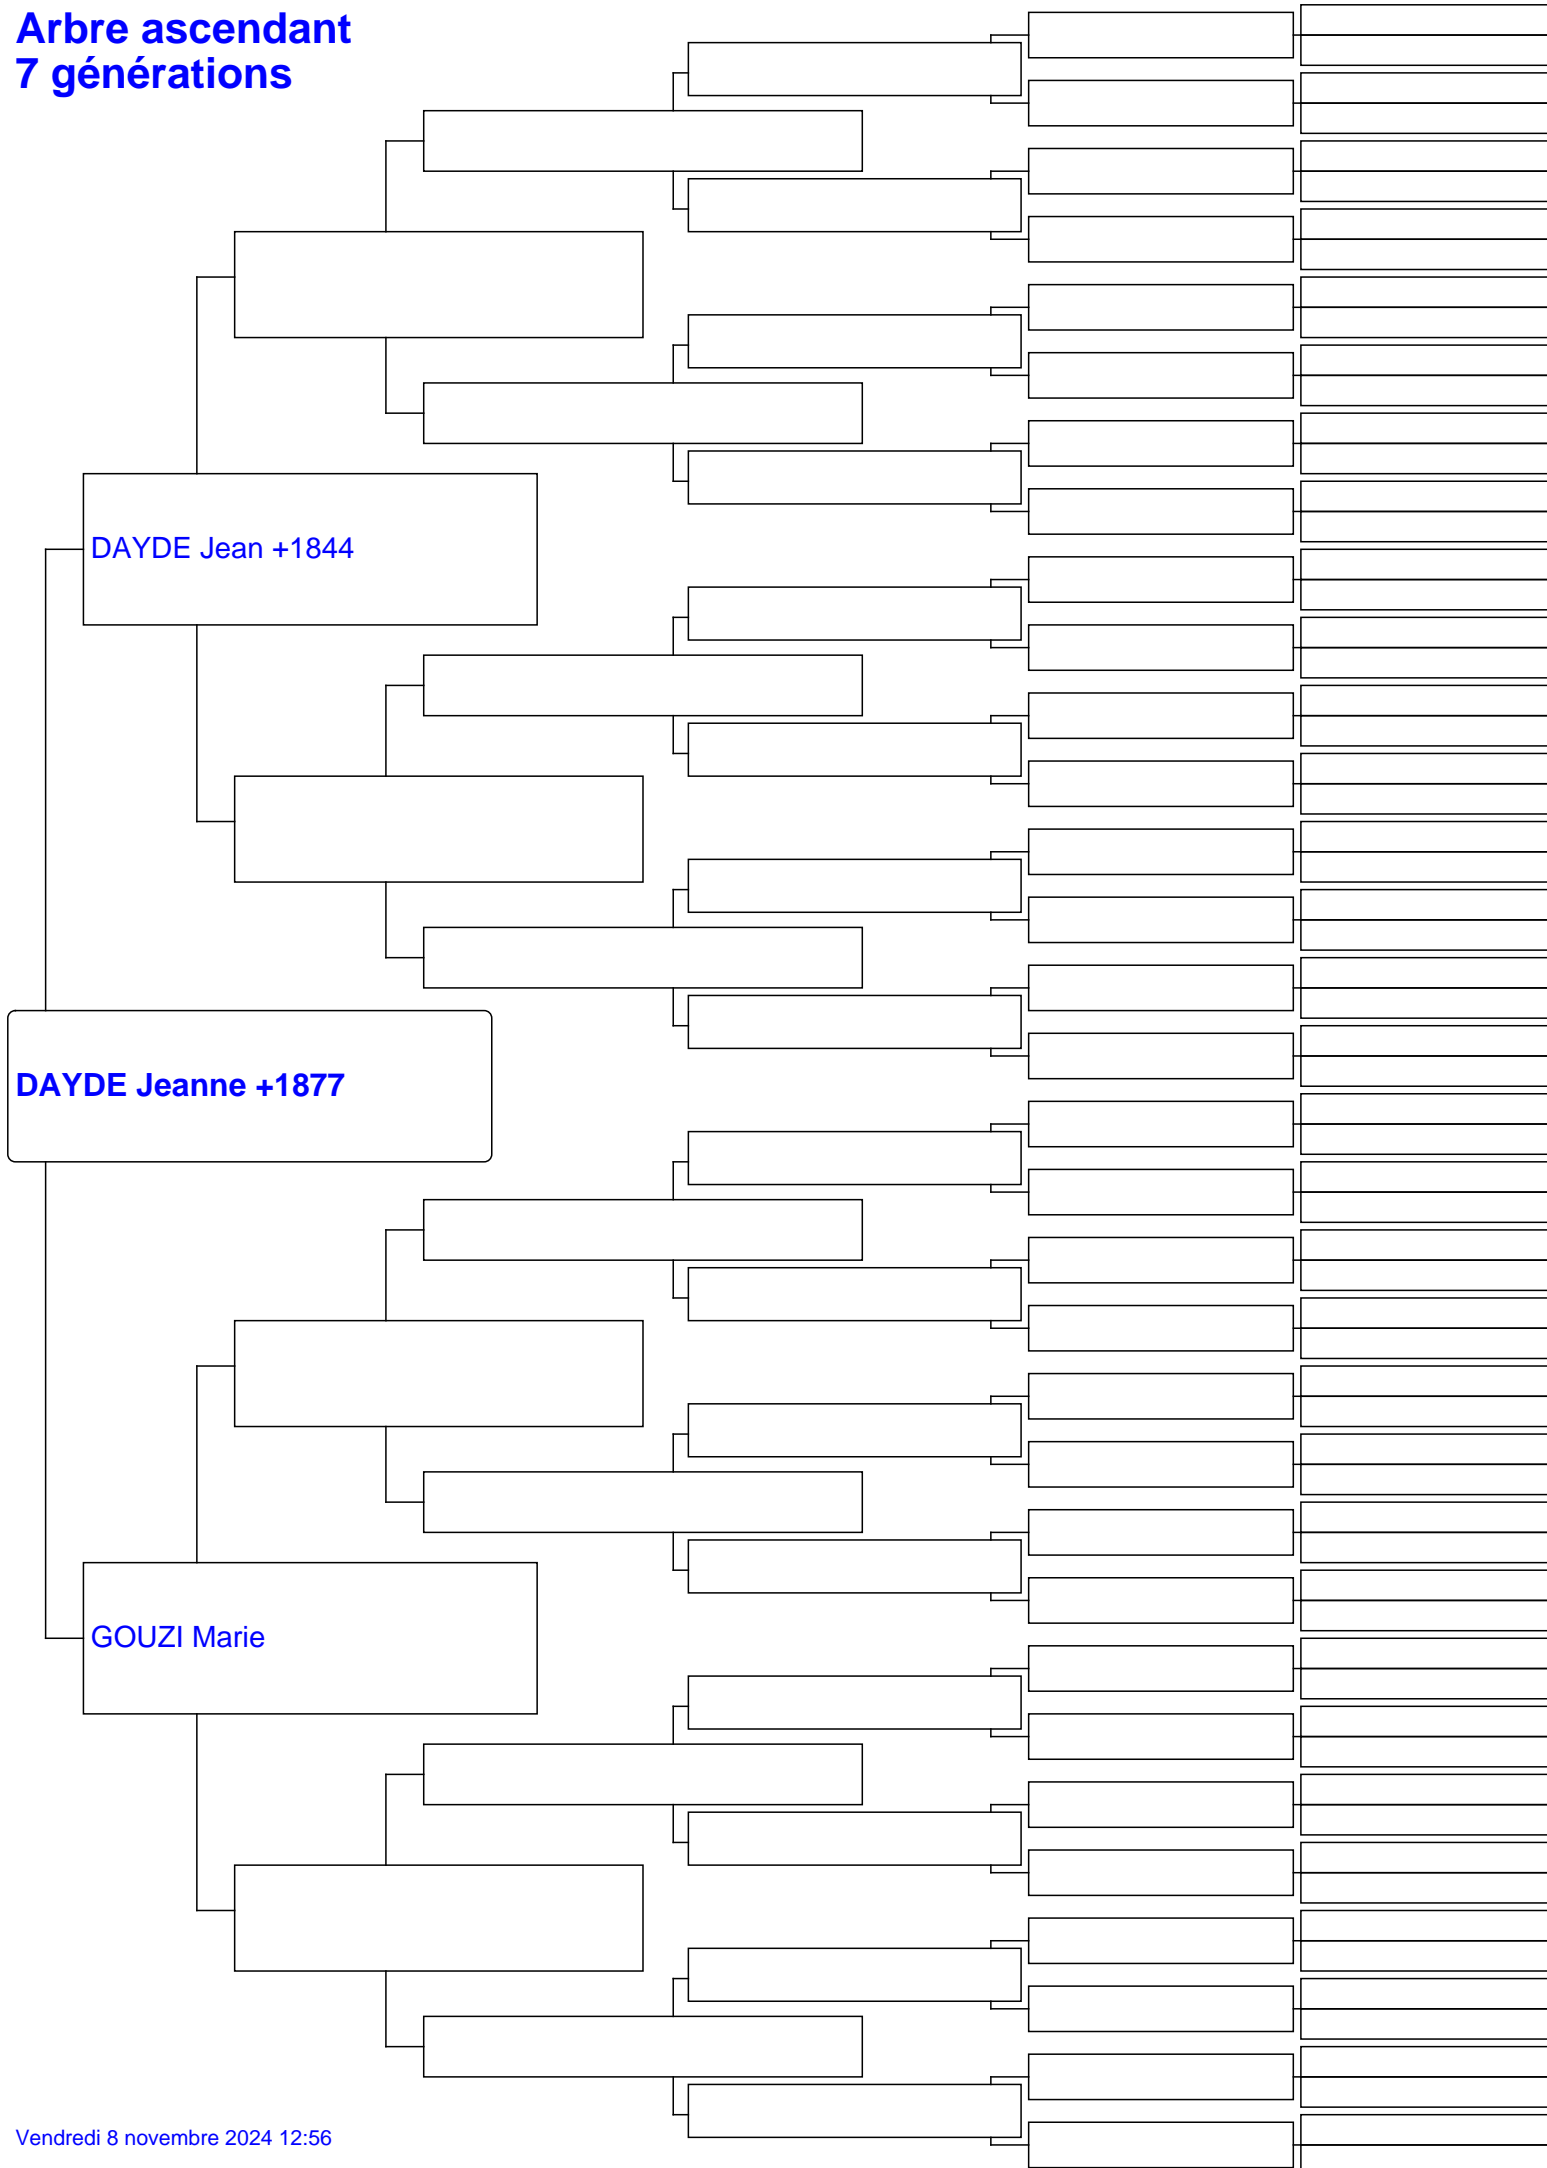 Arbre ascendant
7 générations
DAYDE Jean +1844
DAYDE Jeanne +1877
GOUZI Marie
Vendredi 8 novembre 2024 12:56